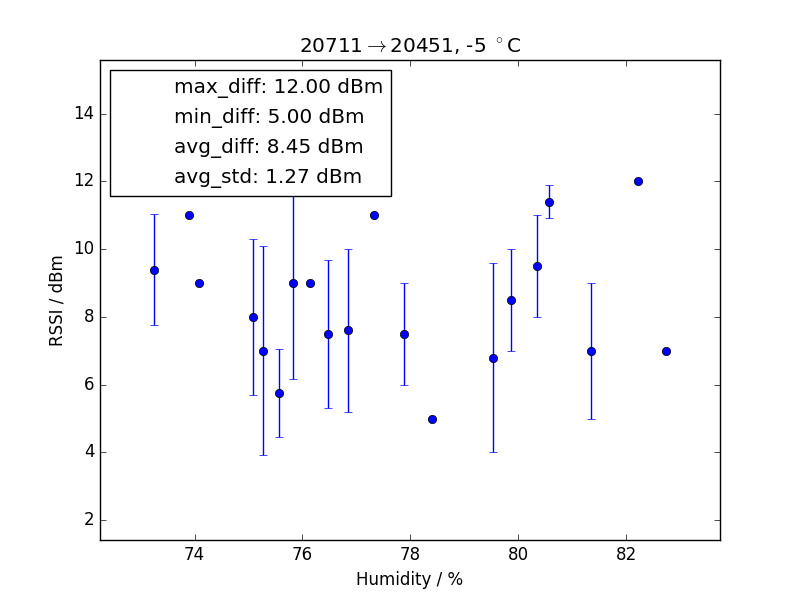 20711→20451, -5 °C
max_diff: 12.00 dBm
min_diff: 5.00 dBm
avg_diff: 8.45 dBm
avg_std: 1.27 dBm
14
12
10
8
6
4
2
RSSI / dBm
74 76 78 80 82
Humidity / %